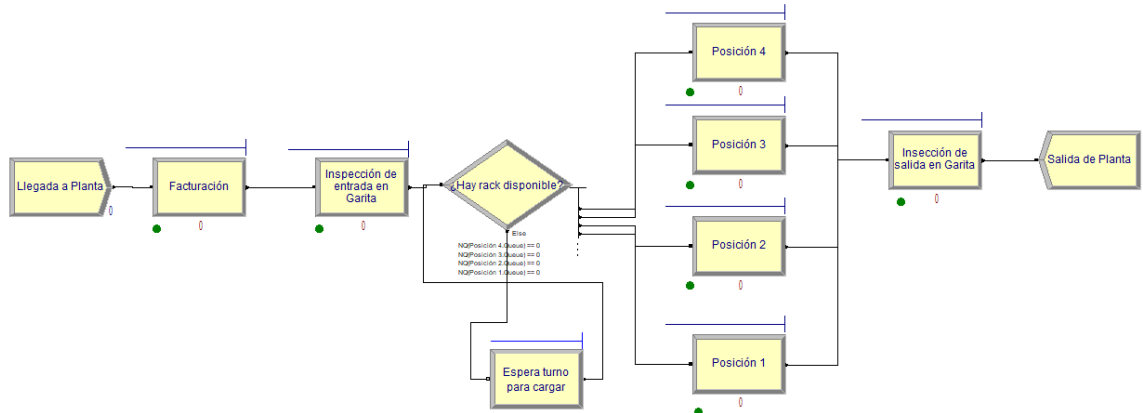 Posición 4
0
Posición 3
0
Llegada a Planta
0
Facturación
0
Inspección de
entrada en
Garita
0
¿Hay rack disponible?
Else
NQ(Posición 4.Queue) == 0
NQ(Posición 3.Queue) == 0
NQ(Posición 2.Queue) == 0
NQ(Posición 1.Queue) == 0
Posición 2
0
Insección de
salida en Garita
0
Salida de Planta
Espera turno
para cargar
Posición 1
0